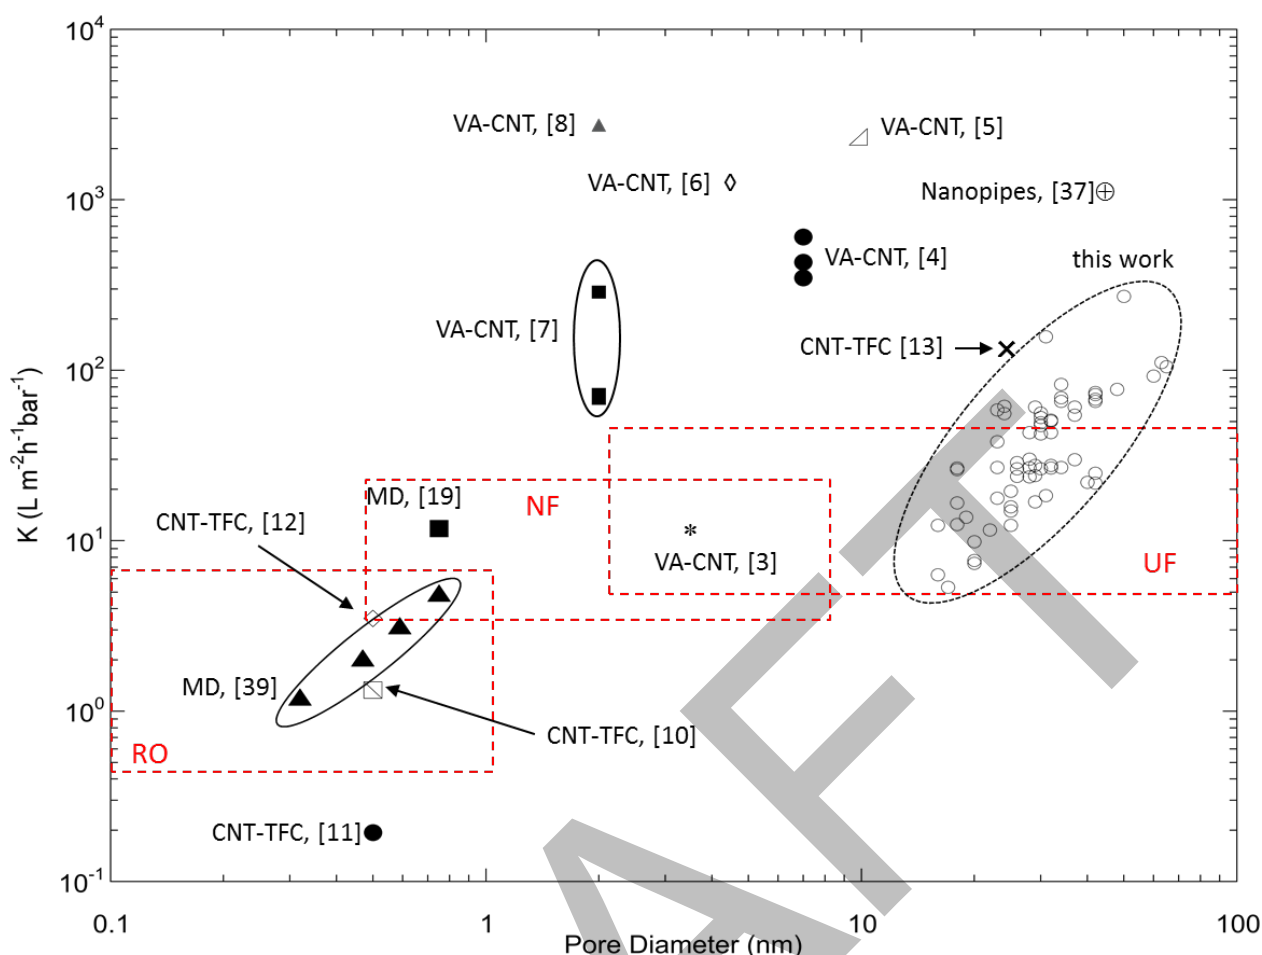 10⁴
VA-CNT, [8]
VA-CNT, [5]
VA-CNT, [6]
10³
Nanopipes, [37]
VA-CNT, [4]
this work
VA-CNT, [7]
CNT-TFC [13]
10²
K (L m⁻²h⁻¹bar⁻¹)
MD, [19]
NF
CNT-TFC, [12]
10¹
VA-CNT, [3]
UF
MD, [39]
10⁰
CNT-TFC, [10]
RO
CNT-TFC, [11]
10⁻¹
0.1
1
10
100
Pore Diameter (nm)
AFT